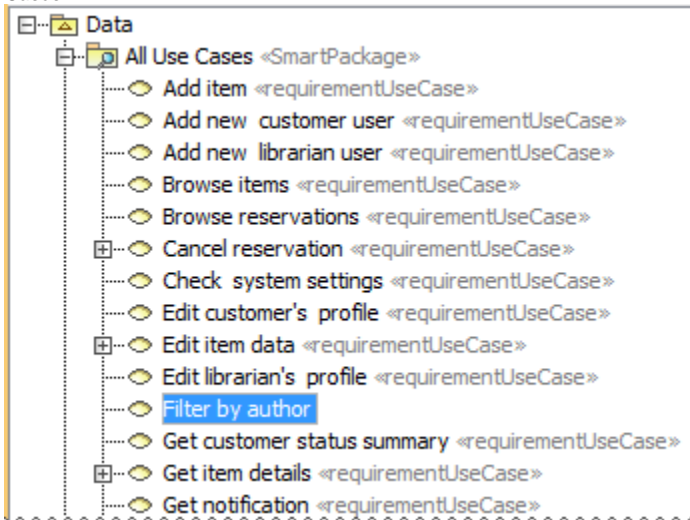 Data
All Use Cases «SmartPackage»
Add item «requirementUseCase»
Add new  customer user «requirementUseCase»
Add new  librarian user «requirementUseCase»
Browse items «requirementUseCase»
Browse reservations «requirementUseCase»
Cancel reservation «requirementUseCase»
Check  system settings «requirementUseCase»
Edit customer's  profile «requirementUseCase»
Edit item data «requirementUseCase»
Edit librarian's  profile «requirementUseCase»
Filter by author
Get customer status summary «requirementUseCase»
Get item details «requirementUseCase»
Get notification «requirementUseCase»